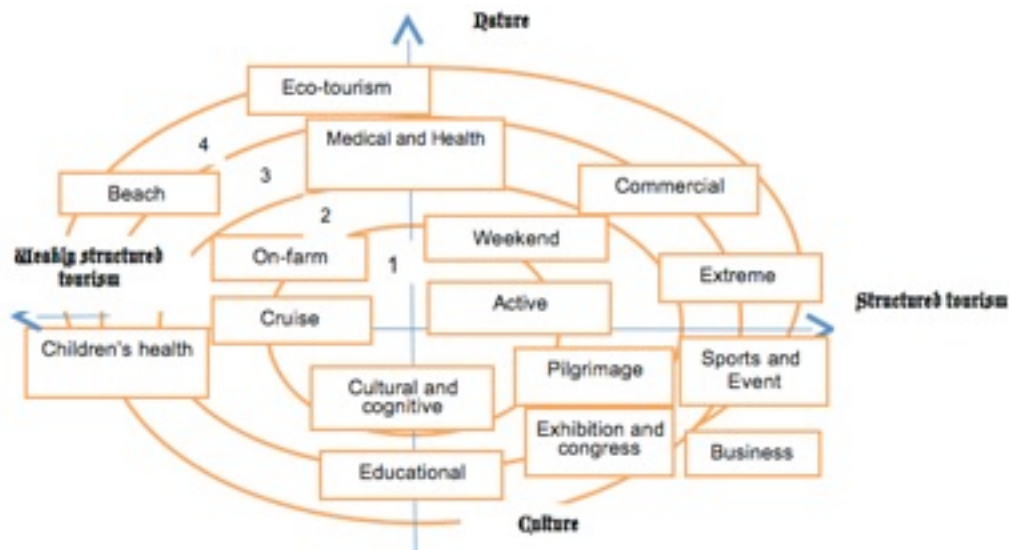 Nature
Eco-tourism
Medical and Health
4
3
Beach
Commercial
2
Weekend
Weakly structured
tourism
On-farm
1
Extreme
Active
Structured tourism
Cruise
Children's health
Pilgrimage
Sports and
Event
Cultural and
cognitive
Exhibition and
congress
Business
Educational
Culture